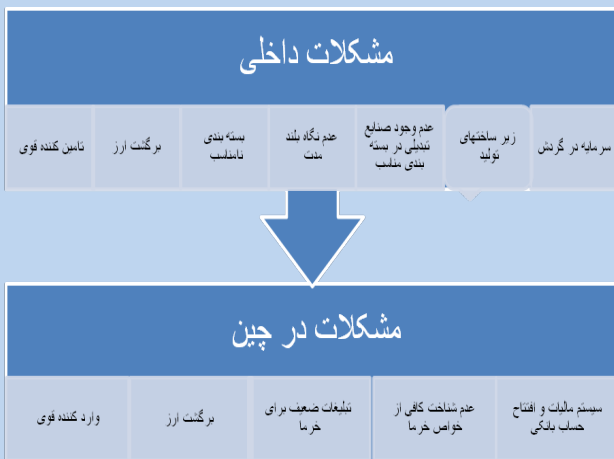 مشکلات داخلی
سرمایه در گردش
زیر ساختهای
تولید
عدم وجود صنایع
تبدیلی در بسته
بندی مناسب
عدم نگاه بلند
مدت
بسته بندی
نامناسب
برگشت ارز
تامین کننده قوی
مشکلات در چین
سیستم مالیات و افتتاح
حساب بانکی
عدم شناخت کافی از
خواص خرما
تبلیغات ضعیف برای
خرما
برگشت ارز
وارد کننده قوی